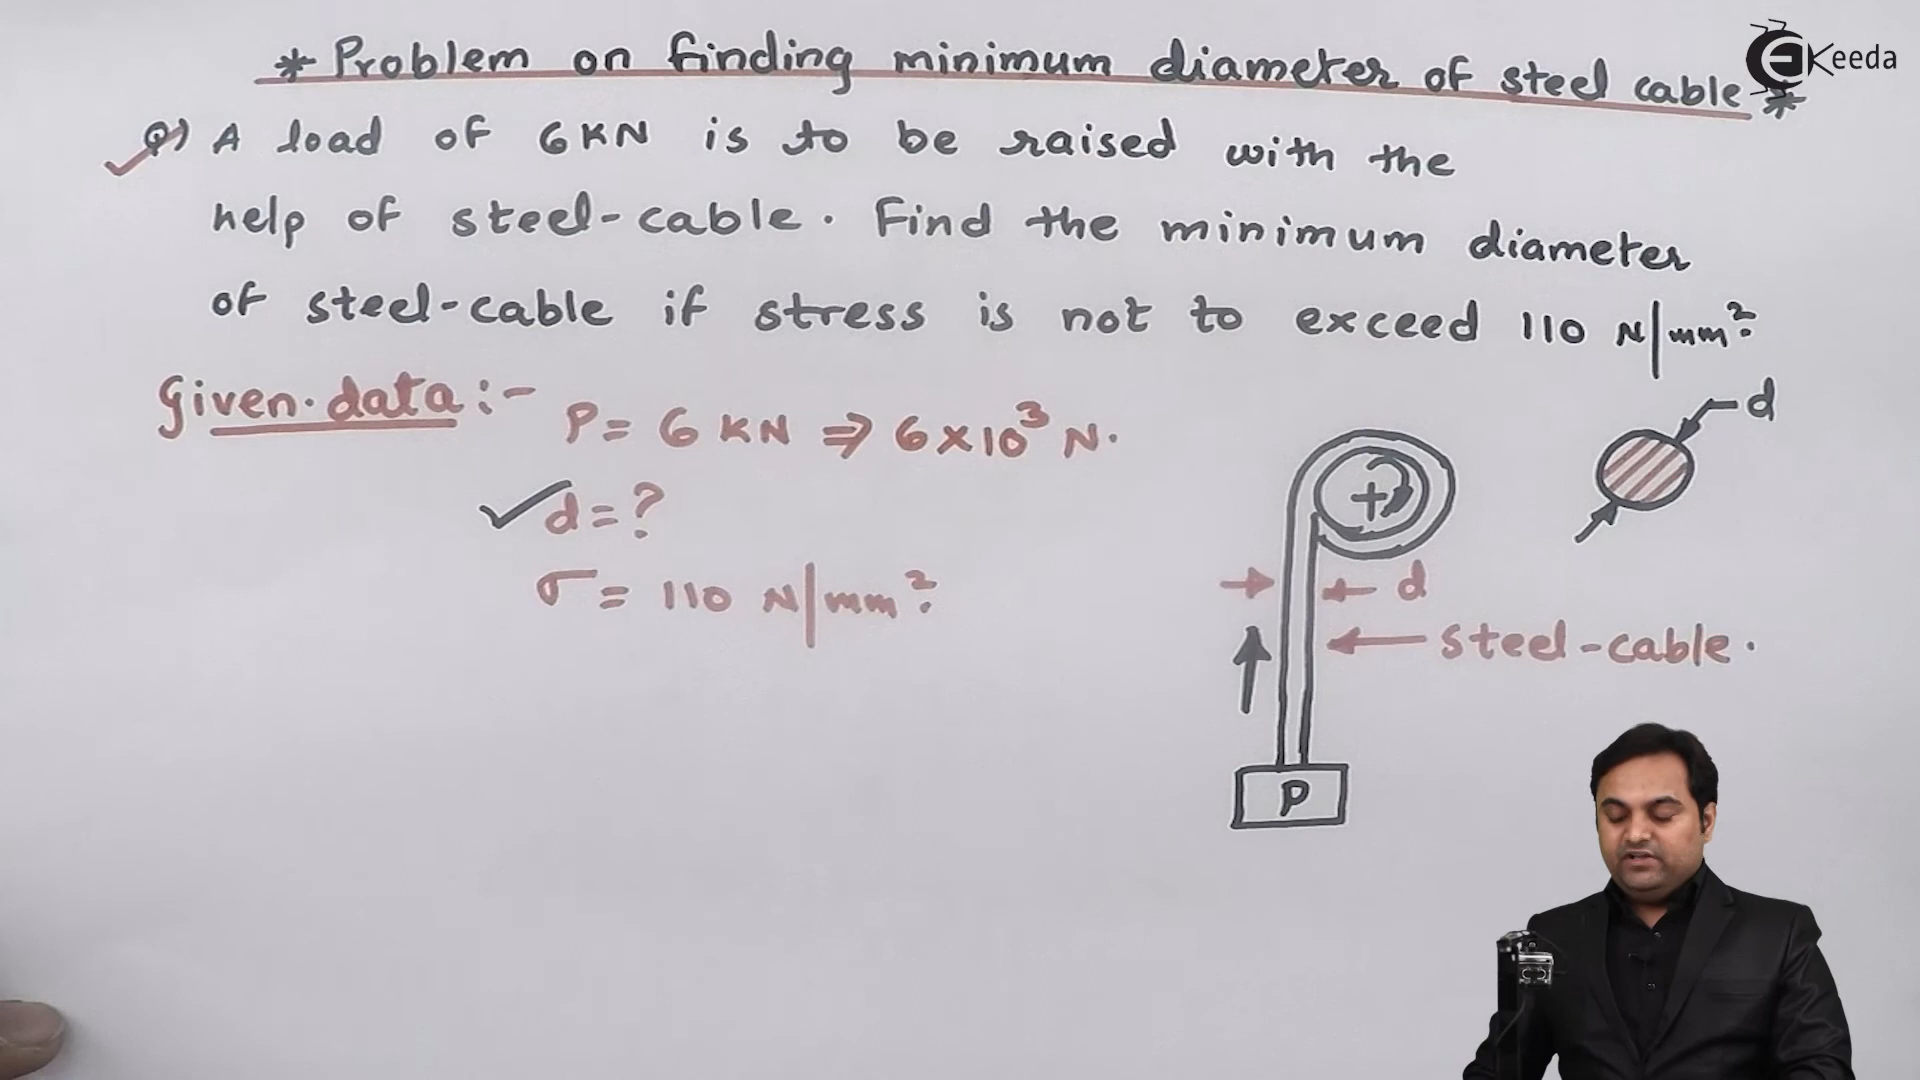 * Problem on finding minimum diameter of steel cable *
Keeda
Q) A load of 6KN is to be raised with the
help of steel-cable. Find the minimum diameter
of steel-cable if stress is not to exceed 110 N/mm².
Given data:-
P = 6 KN ⇒ 6×10³ N.
d = ?
σ = 110 N/mm².
d
d
steel-cable.
P